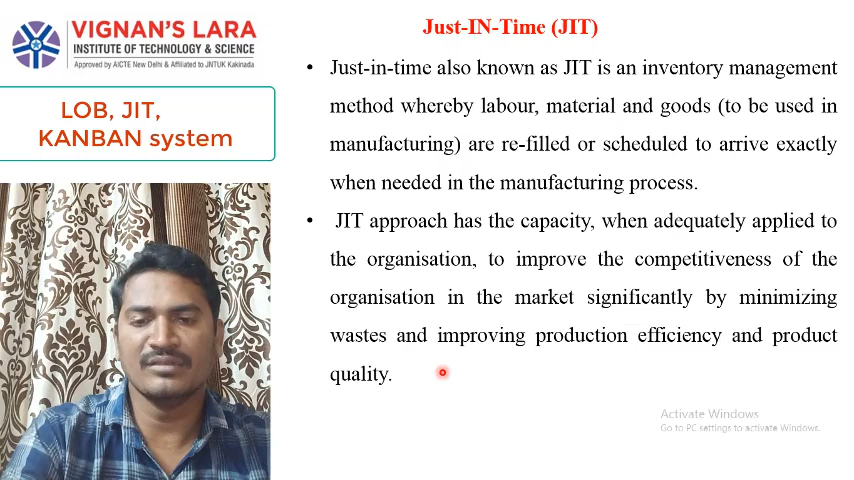 VIGNAN'S LARA
INSTITUTE OF TECHNOLOGY & SCIENCE
Approved by AICTE New Delhi & Affiliated to JNTUK Kakinada
LOB, JIT,
KANBAN system
Just-IN-Time (JIT)
• Just-in-time also known as JIT is an inventory management
method whereby labour, material and goods (to be used in
manufacturing) are re-filled or scheduled to arrive exactly
when needed in the manufacturing process.
• JIT approach has the capacity, when adequately applied to
the organisation, to improve the competitiveness of the
organisation in the market significantly by minimizing
wastes and improving production efficiency and product
quality.
Activate Windows
Go to PC settings to activate Windows.